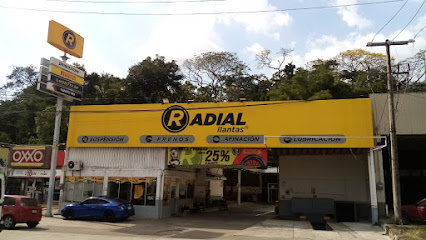 R
R RADIAL
llantas
SUSPENSIÓN FRENOS AFINACIÓN LUBRICACIÓN
OXXO
25%